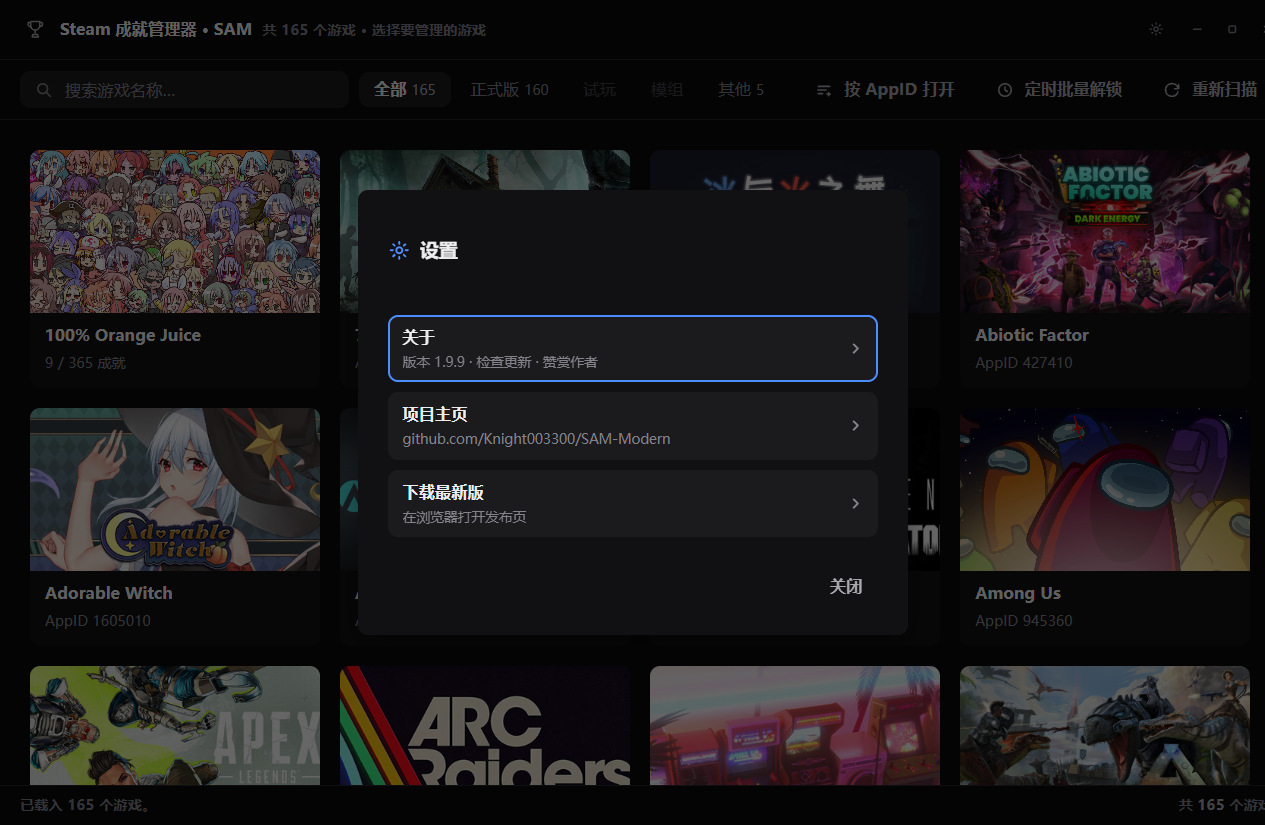 Steam 成就管理器 • SAM 共 165 个游戏 • 选择要管理的游戏
搜索游戏名称...
全部 165
正式版 160
试玩
模组
其他 5
按 AppID 打开
定时批量解锁
重新扫描
冰与火之舞
ABIOTIC
FACTOR
DARK ENERGY
设置
关于
版本 1.9.9 · 检查更新 · 赞赏作者
项目主页
github.com/Knight003300/SAM-Modern
下载最新版
在浏览器打开发布页
关闭
100% Orange Juice
9 / 365 成就
Abiotic Factor
AppID 427410
Adorable
Witch
Adorable Witch
AppID 1605010
Among Us
AppID 945360
APEX
LEGENDS
ARC
Raiders
已载入 165 个游戏。
共 165 个游